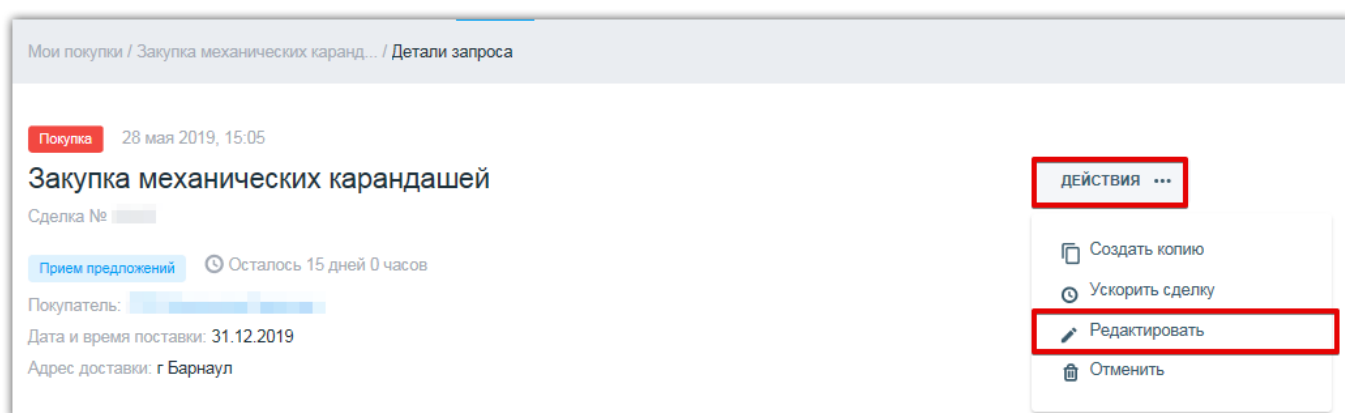 Мои покупки / Закупка механических каранд... / Детали запроса
Покупка 28 мая 2019, 15:05
Закупка механических карандашей
ДЕЙСТВИЯ •••
Сделка №
Прием предложений Осталось 15 дней 0 часов
Покупатель:
Дата и время поставки: 31.12.2019
Адрес доставки: г Барнаул
Создать копию
Ускорить сделку
Редактировать
Отменить